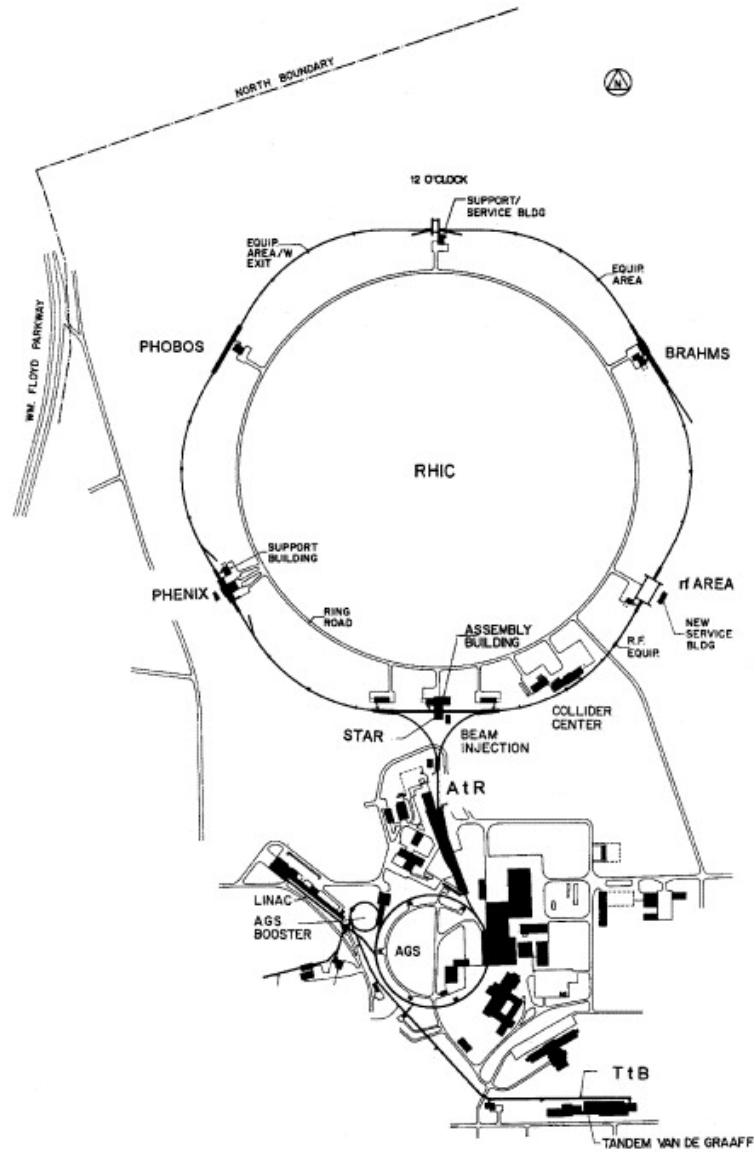 NORTH BOUNDARY
N
12 O'CLOCK
SUPPORT/
SERVICE BLDG
EQUIP.
AREA/W
EXIT
EQUIP.
AREA
WM. FLOYD PARKWAY
PHOBOS
BRAHMS
RHIC
SUPPORT
BUILDING
PHENIX
rf AREA
RING
ROAD
ASSEMBLY
BUILDING
R.F.
EQUIP.
NEW
SERVICE
BLDG
STAR
BEAM
INJECTION
COLLIDER
CENTER
AtR
LINAC
AGS
BOOSTER
AGS
TtB
TANDEM VAN DE GRAAFF